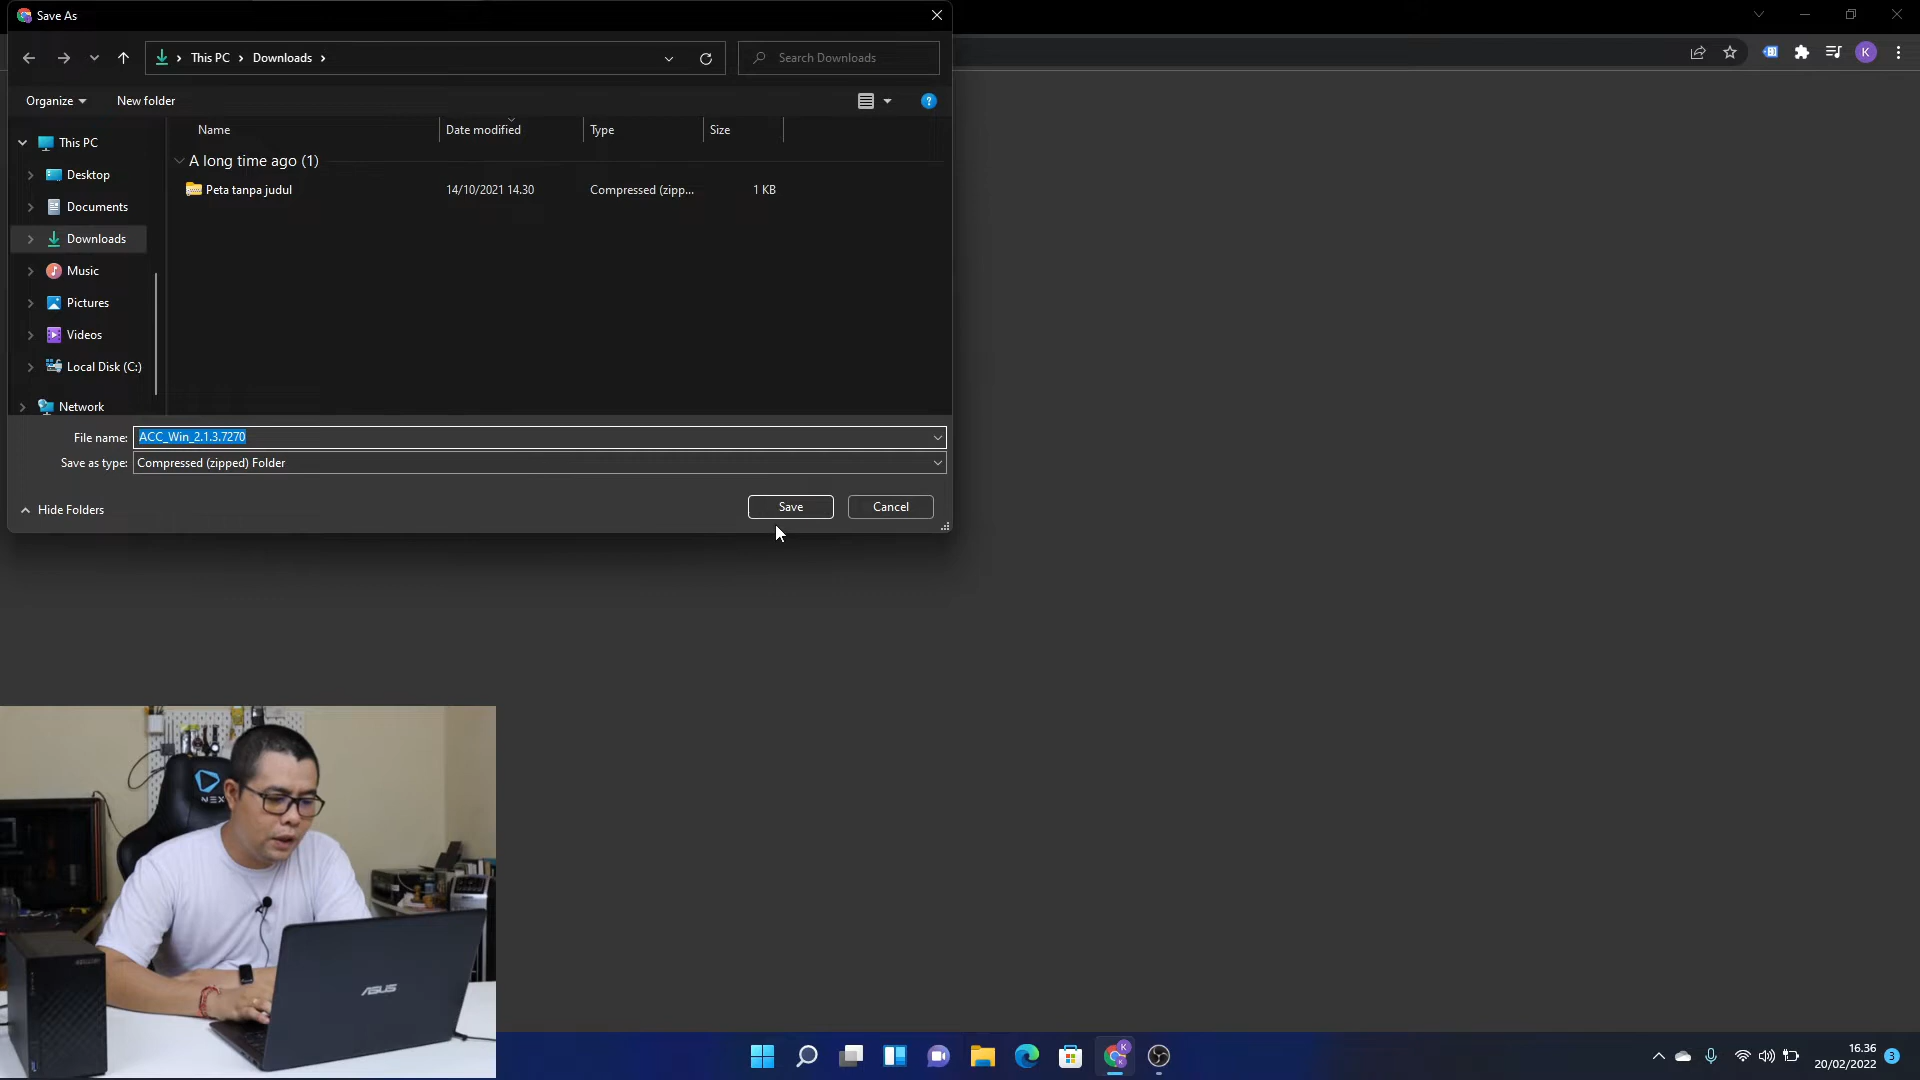 Save As
This PC
Downloads
Search Downloads
Organize
New folder
Name
Date modified
Type
Size
This PC
Desktop
Documents
Downloads
Music
Pictures
Videos
Local Disk (C:)
Network
A long time ago (1)
Peta tanpa judul
14/10/2021 14.30
Compressed (zipp...
1 KB
File name:
ACC_Win_2.1.3.7270
Save as type:
Compressed (zipped) Folder
Hide Folders
Save
Cancel
K
NEX
ASUS
K
16.36
20/02/2022
3